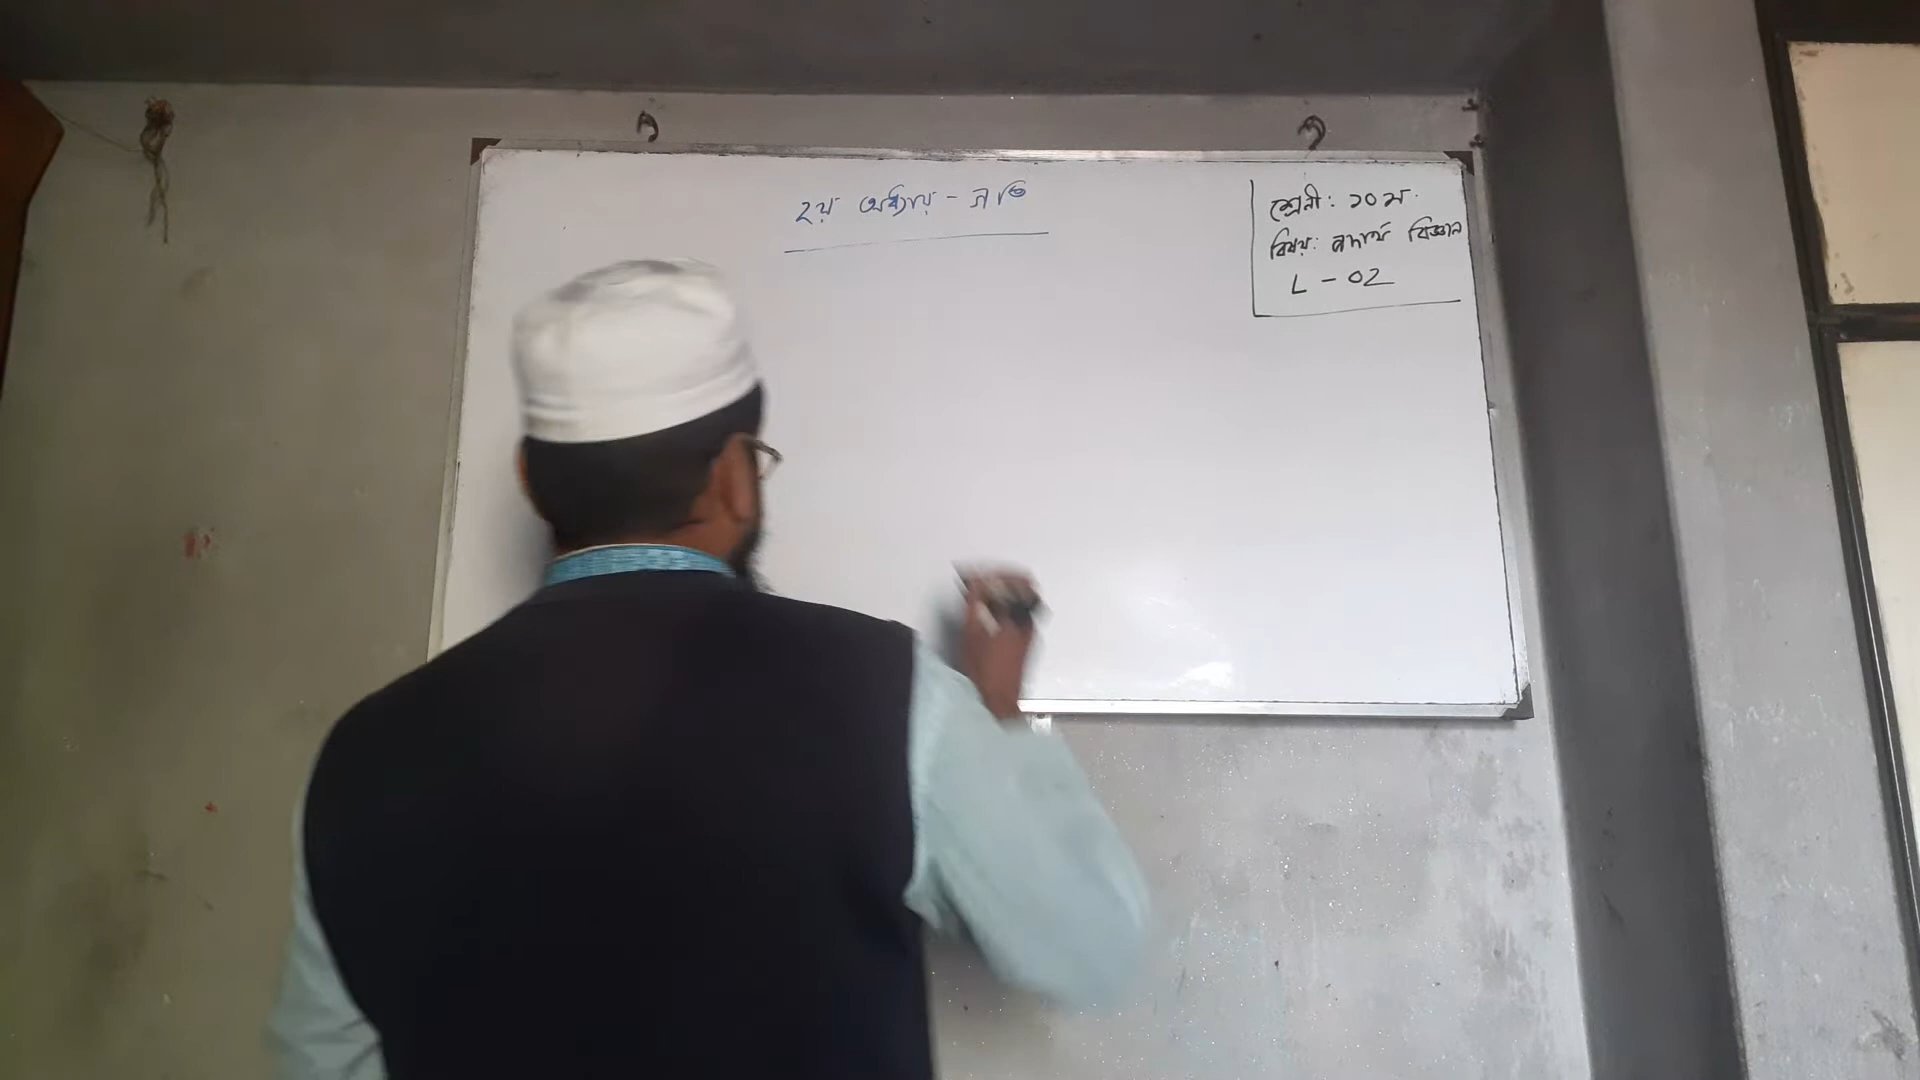 ২য় অধ্যায় - গতি
শ্রেনী: ১০ম.
বিষয়: পদার্থ বিজ্ঞান
L - 02